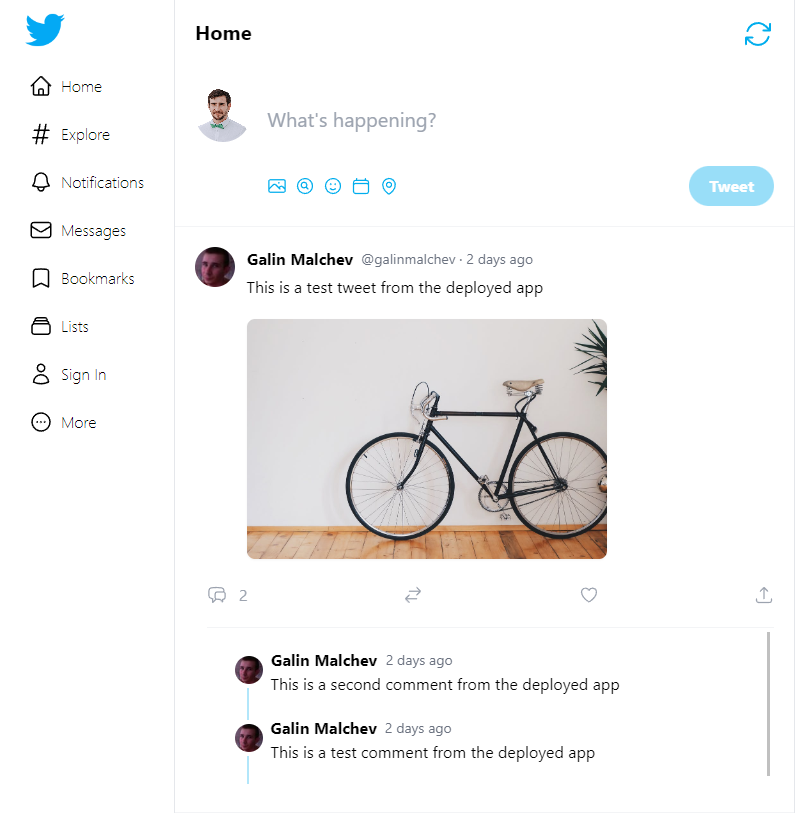 Home
Home
Explore
Notifications
Messages
Bookmarks
Lists
Sign In
More
What's happening?
Tweet
Galin Malchev @galinmalchev · 2 days ago
This is a test tweet from the deployed app
2
Galin Malchev 2 days ago
This is a second comment from the deployed app
Galin Malchev 2 days ago
This is a test comment from the deployed app